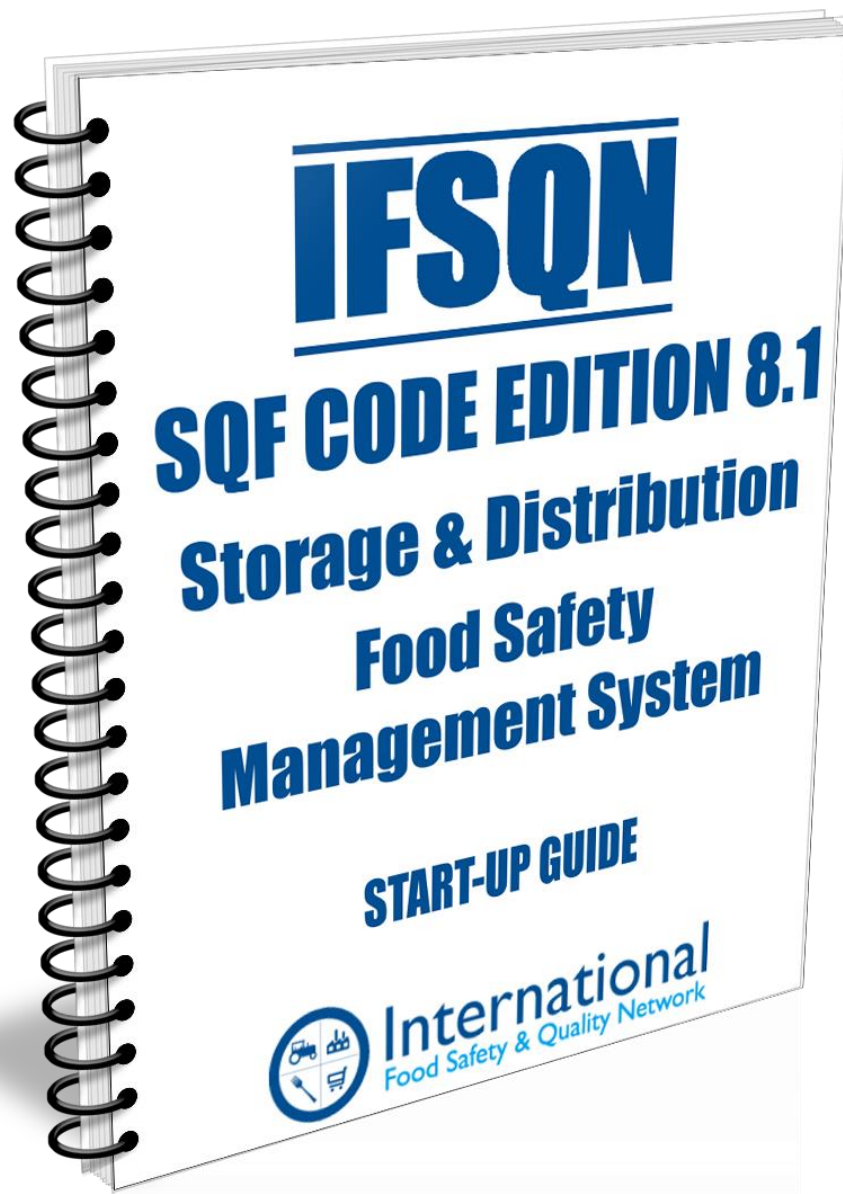 IFSQN
SQF CODE EDITION 8.1
Storage & Distribution
Food Safety
Management System
START-UP GUIDE
International
Food Safety & Quality Network